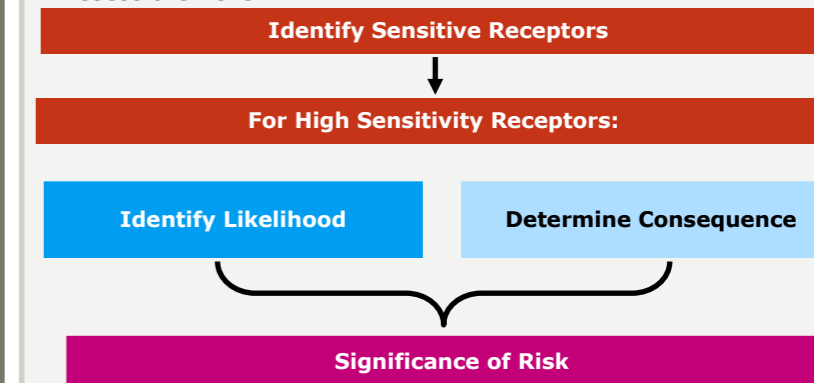 Identify Sensitive Receptors
For High Sensitivity Receptors:
Identify Likelihood
Determine Consequence
Significance of Risk